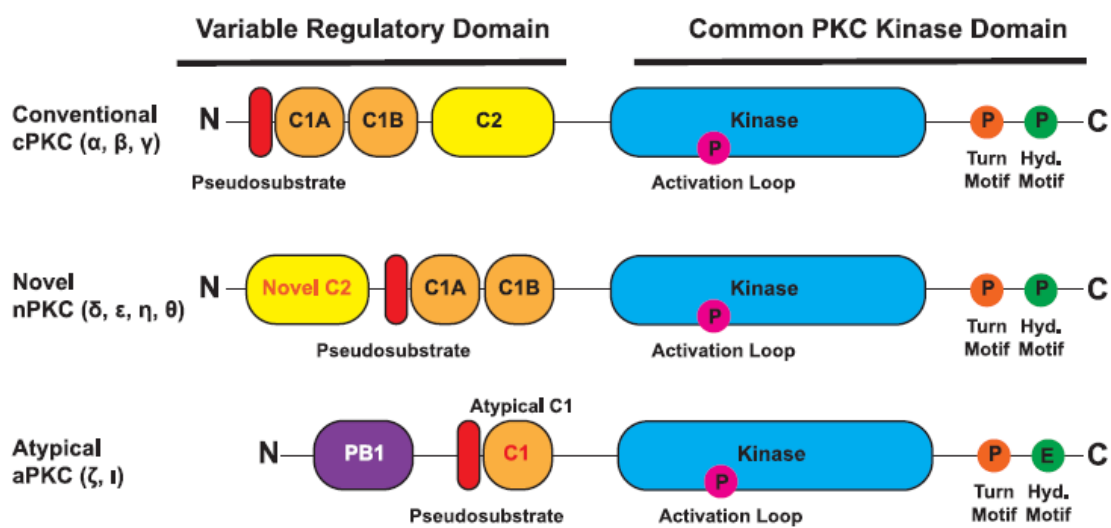 Variable Regulatory Domain Common PKC Kinase Domain
Conventional
cPKC (α, β, γ)
N C1A C1B C2 Kinase P P P C
Pseudosubstrate Activation Loop Turn Motif Hyd. Motif
Novel
nPKC (δ, ε, η, θ)
N Novel C2 C1A C1B Kinase P P P C
Pseudosubstrate Activation Loop Turn Motif Hyd. Motif
Atypical
aPKC (ζ, ι)
Atypical C1
N PB1 C1 Kinase P P E C
Pseudosubstrate Activation Loop Turn Motif Hyd. Motif